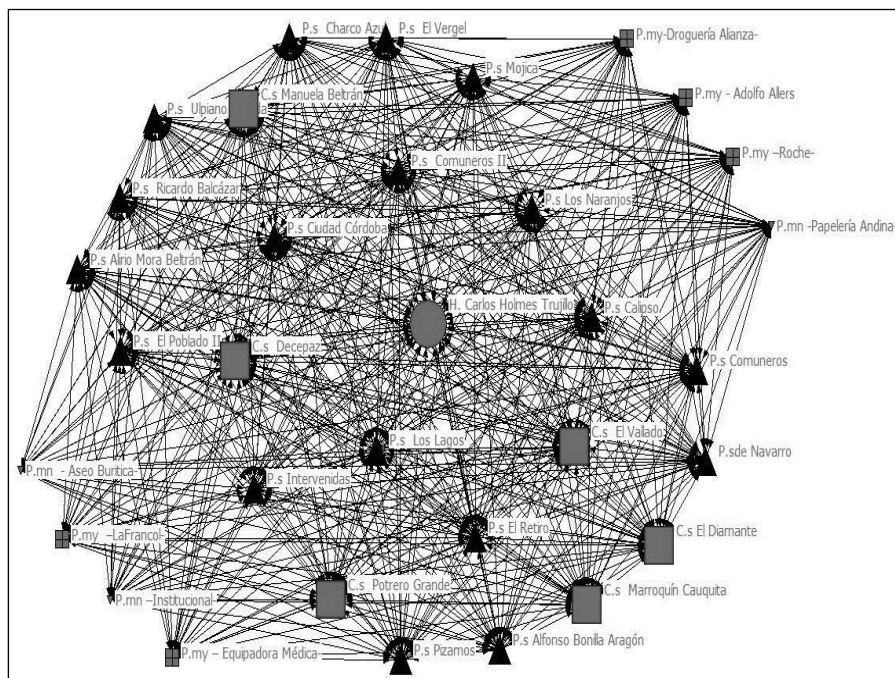 P.s Charco Azul
P.s El Vergel
P.my-Droguería Alianza-
P.s Mojica
C.s Manuela Beltrán
P.my - Adolfo Allers
P.s Ulpiano
P.s Comuneros II
P.my –Roche-
P.s Ricardo Balcázar
P.s Los Naranjos
P.s Ciudad Córdoba
P.mn -Papelería Andina-
P.s Alirio Mora Beltrán
H. Carlos Holmes Trujillo
P.s Calipso
P.s El Poblado II
C.s Decepaz
P.s Comuneros
P.s Los Lagos
C.s El Vallado
P.sde Navarro
P.mn - Aseo Buritica-
P.s Intervenidas
P.my –LaFrancol-
P.s El Retiro
C.s El Diamante
C.s Potrero Grande
C.s Marroquín Cauquita
P.mn –Institucional-
P.s Alfonso Bonilla Aragón
P.my – Equipadora Médica-
P.s Pizamos